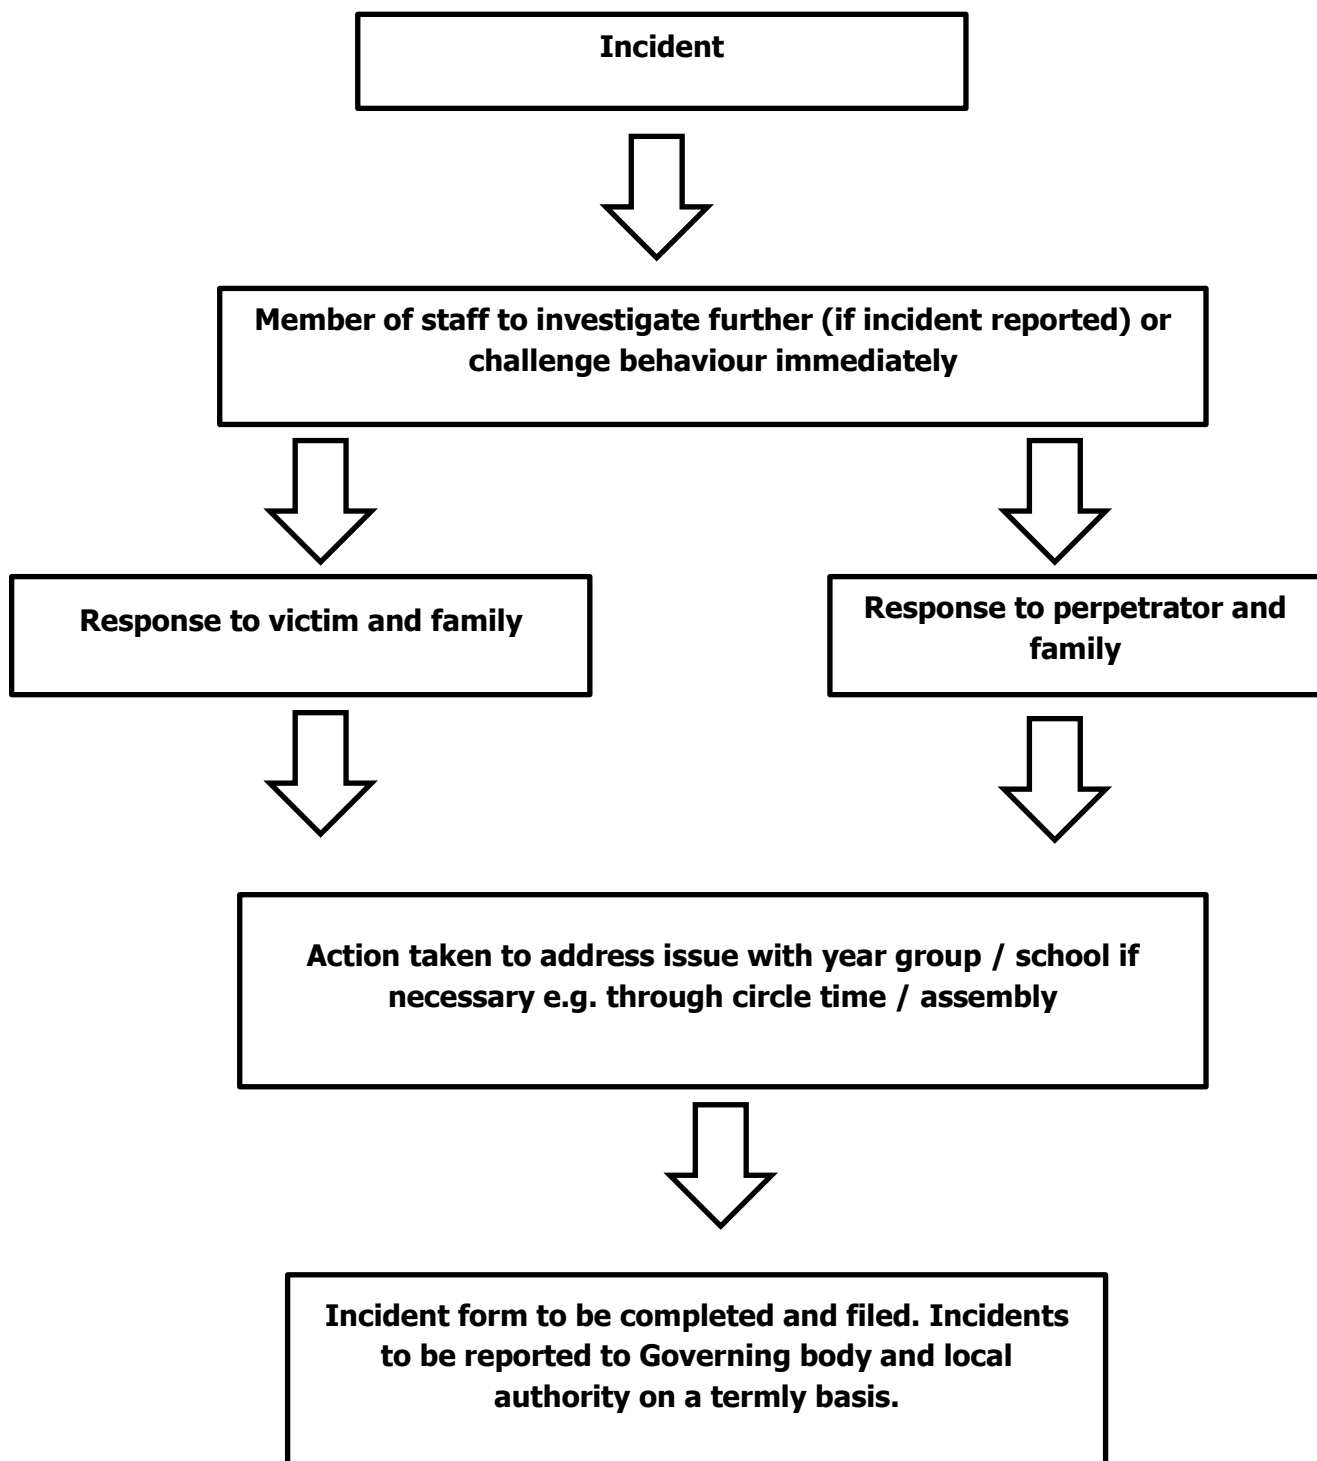 Incident
Member of staff to investigate further (if incident reported) or
challenge behaviour immediately
Response to victim and family
Response to perpetrator and
family
Action taken to address issue with year group / school if
necessary e.g. through circle time / assembly
Incident form to be completed and filed. Incidents
to be reported to Governing body and local
authority on a termly basis.